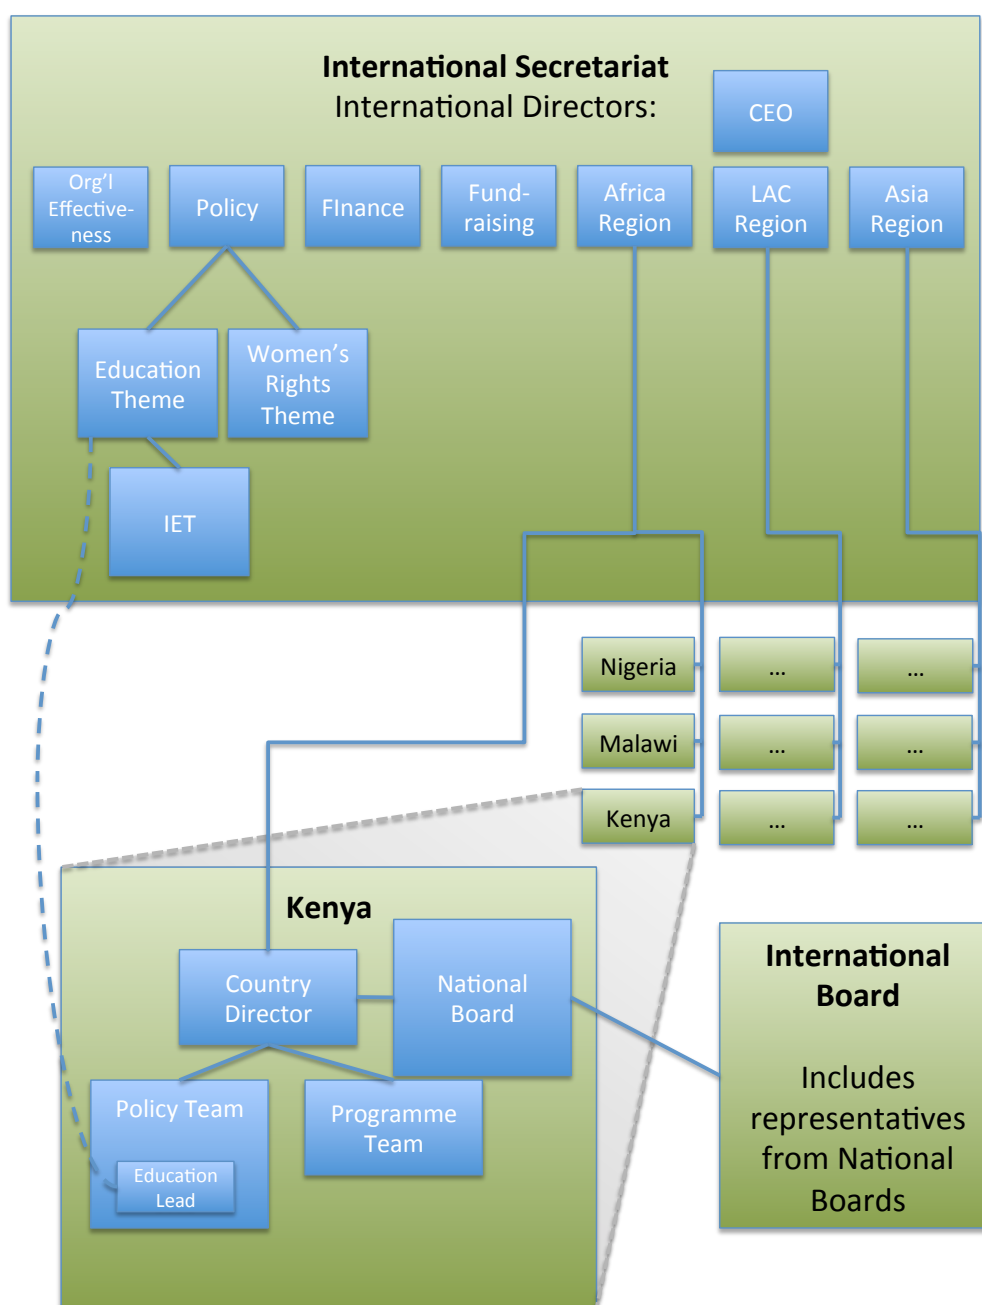 International Secretariat
International Directors:
CEO
Org'l
Effective-
ness
Policy
FInance
Fund-
raising
Africa
Region
LAC
Region
Asia
Region
Education
Theme
Women's
Rights
Theme
IET
Nigeria
...
...
Malawi
...
...
Kenya
...
...
Kenya
Country
Director
National
Board
Policy Team
Education
Lead
Programme
Team
International
Board
Includes
representatives
from National
Boards